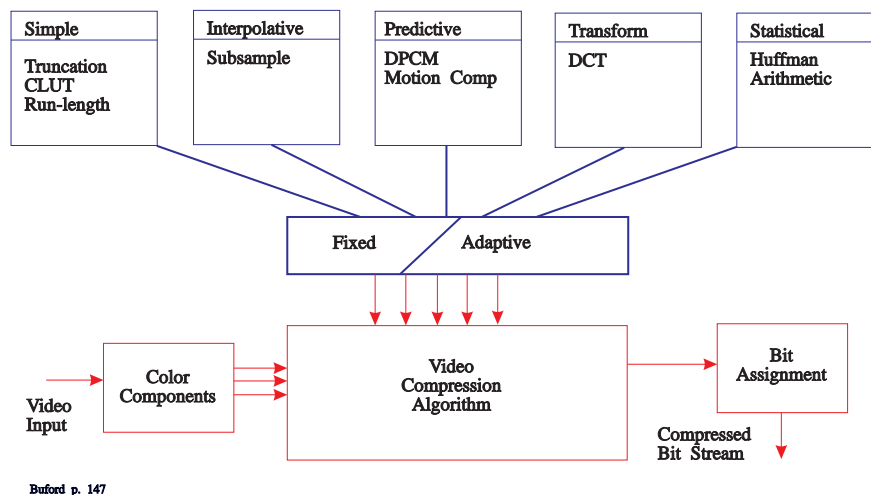 Simple
Truncation
CLUT
Run-length
Interpolative
Subsample
Predictive
DPCM
Motion Comp
Transform
DCT
Statistical
Huffman
Arithmetic
Fixed
Adaptive
Video
Input
Color
Components
Video
Compression
Algorithm
Bit
Assignment
Compressed
Bit Stream
Buford p. 147